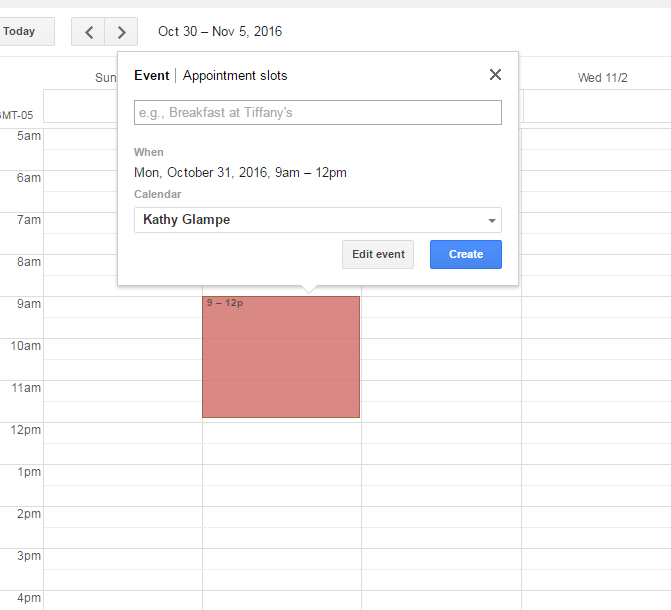 Today Oct 30 – Nov 5, 2016
Event | Appointment slots
e.g., Breakfast at Tiffany's
When
Mon, October 31, 2016, 9am – 12pm
Calendar
Kathy Glampe
Edit event Create
Sun Wed 11/2
GMT-05
5am
6am
7am
8am
9am 9 – 12p
10am
11am
12pm
1pm
2pm
3pm
4pm